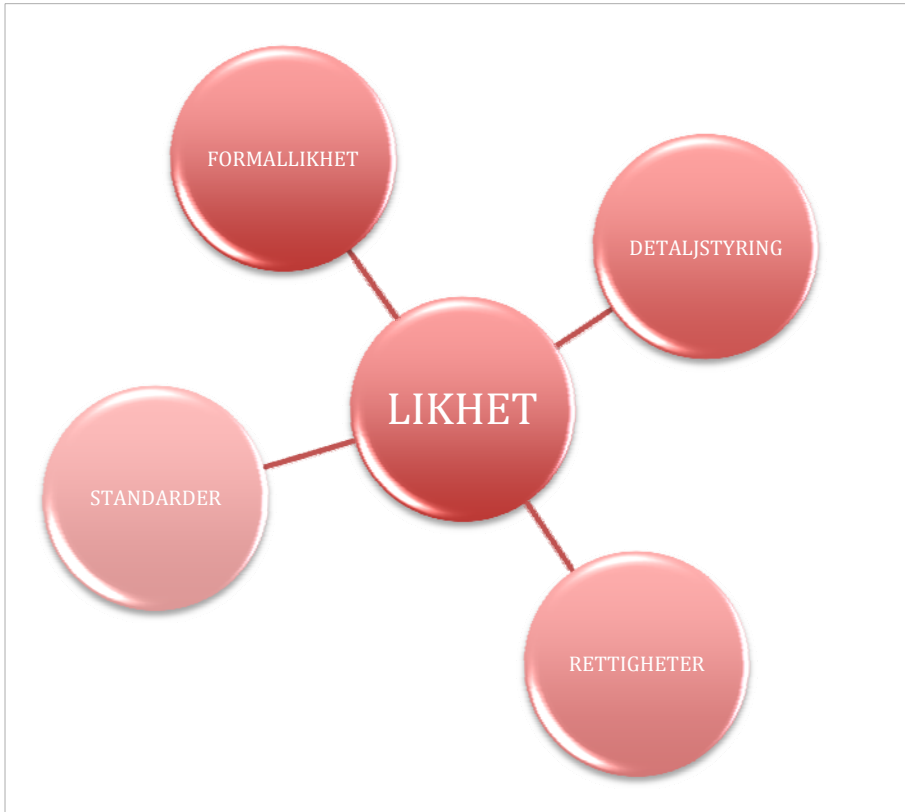 FORMALLIKHET
DETALJSTYRING
LIKHET
STANDARDER
RETTIGHETER